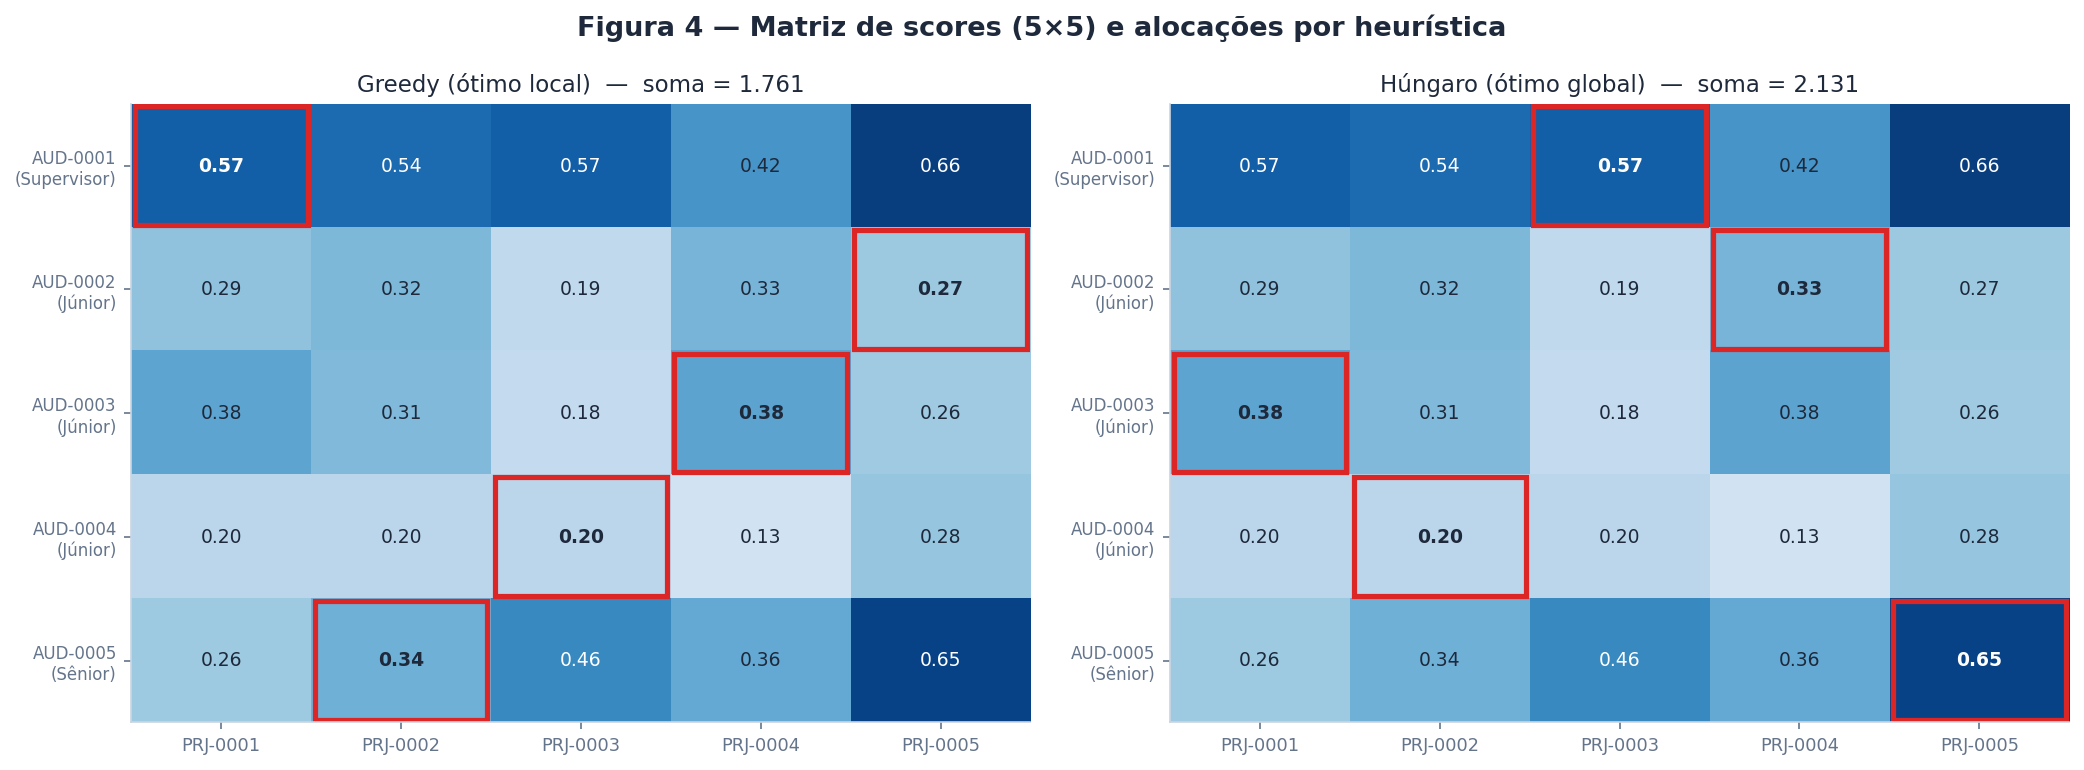 Figura 4 — Matriz de scores (5×5) e alocações por heurística
Greedy (ótimo local) — soma = 1.761
AUD-0001
(Supervisor)
0.57 0.54 0.57 0.42 0.66
AUD-0002
(Júnior)
0.29 0.32 0.19 0.33 0.27
AUD-0003
(Júnior)
0.38 0.31 0.18 0.38 0.26
AUD-0004
(Júnior)
0.20 0.20 0.20 0.13 0.28
AUD-0005
(Sênior)
0.26 0.34 0.46 0.36 0.65
PRJ-0001 PRJ-0002 PRJ-0003 PRJ-0004 PRJ-0005
Húngaro (ótimo global) — soma = 2.131
AUD-0001
(Supervisor)
0.57 0.54 0.57 0.42 0.66
AUD-0002
(Júnior)
0.29 0.32 0.19 0.33 0.27
AUD-0003
(Júnior)
0.38 0.31 0.18 0.38 0.26
AUD-0004
(Júnior)
0.20 0.20 0.20 0.13 0.28
AUD-0005
(Sênior)
0.26 0.34 0.46 0.36 0.65
PRJ-0001 PRJ-0002 PRJ-0003 PRJ-0004 PRJ-0005